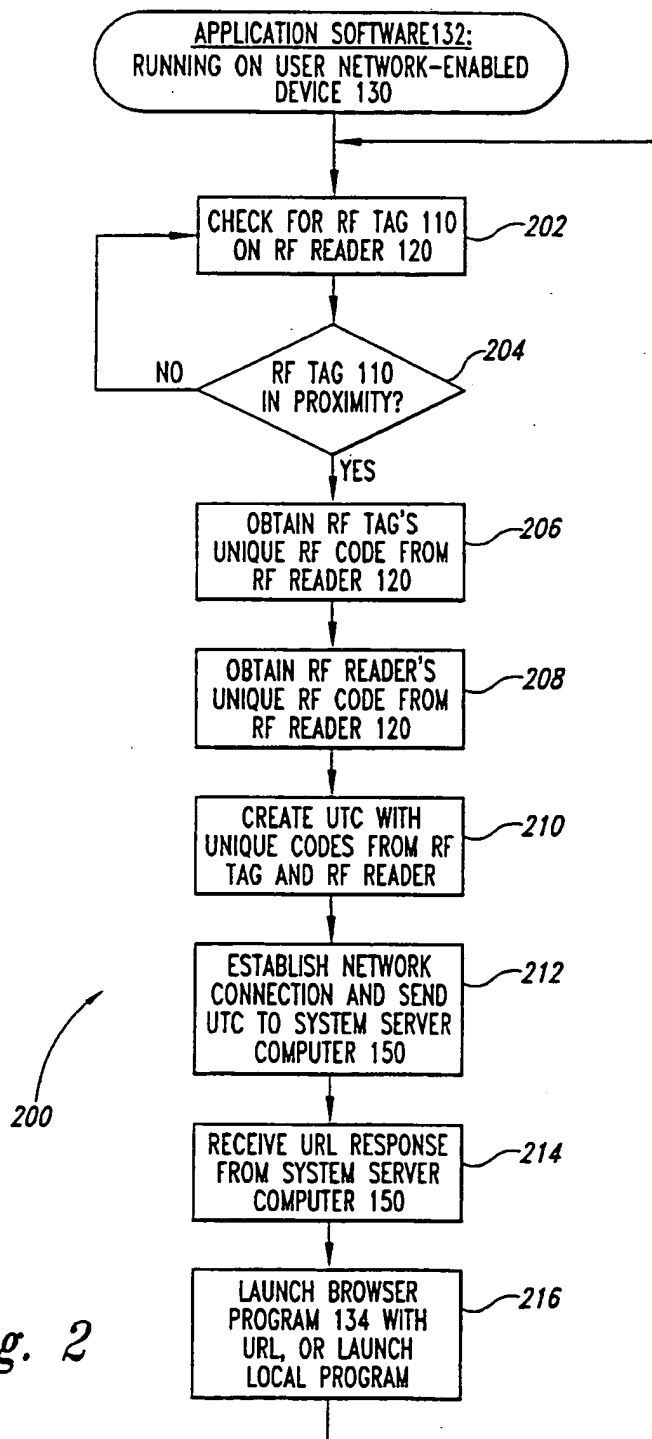 APPLICATION SOFTWARE132:
RUNNING ON USER NETWORK-ENABLED
DEVICE 130
CHECK FOR RF TAG 110
ON RF READER 120
202
RF TAG 110
IN PROXIMITY?
204
NO
YES
OBTAIN RF TAG'S
UNIQUE RF CODE FROM
RF READER 120
206
OBTAIN RF READER'S
UNIQUE RF CODE FROM
RF READER 120
208
CREATE UTC WITH
UNIQUE CODES FROM RF
TAG AND RF READER
210
ESTABLISH NETWORK
CONNECTION AND SEND
UTC TO SYSTEM SERVER
COMPUTER 150
212
200
RECEIVE URL RESPONSE
FROM SYSTEM SERVER
COMPUTER 150
214
LAUNCH BROWSER
PROGRAM 134 WITH
URL, OR LAUNCH
LOCAL PROGRAM
216
g. 2